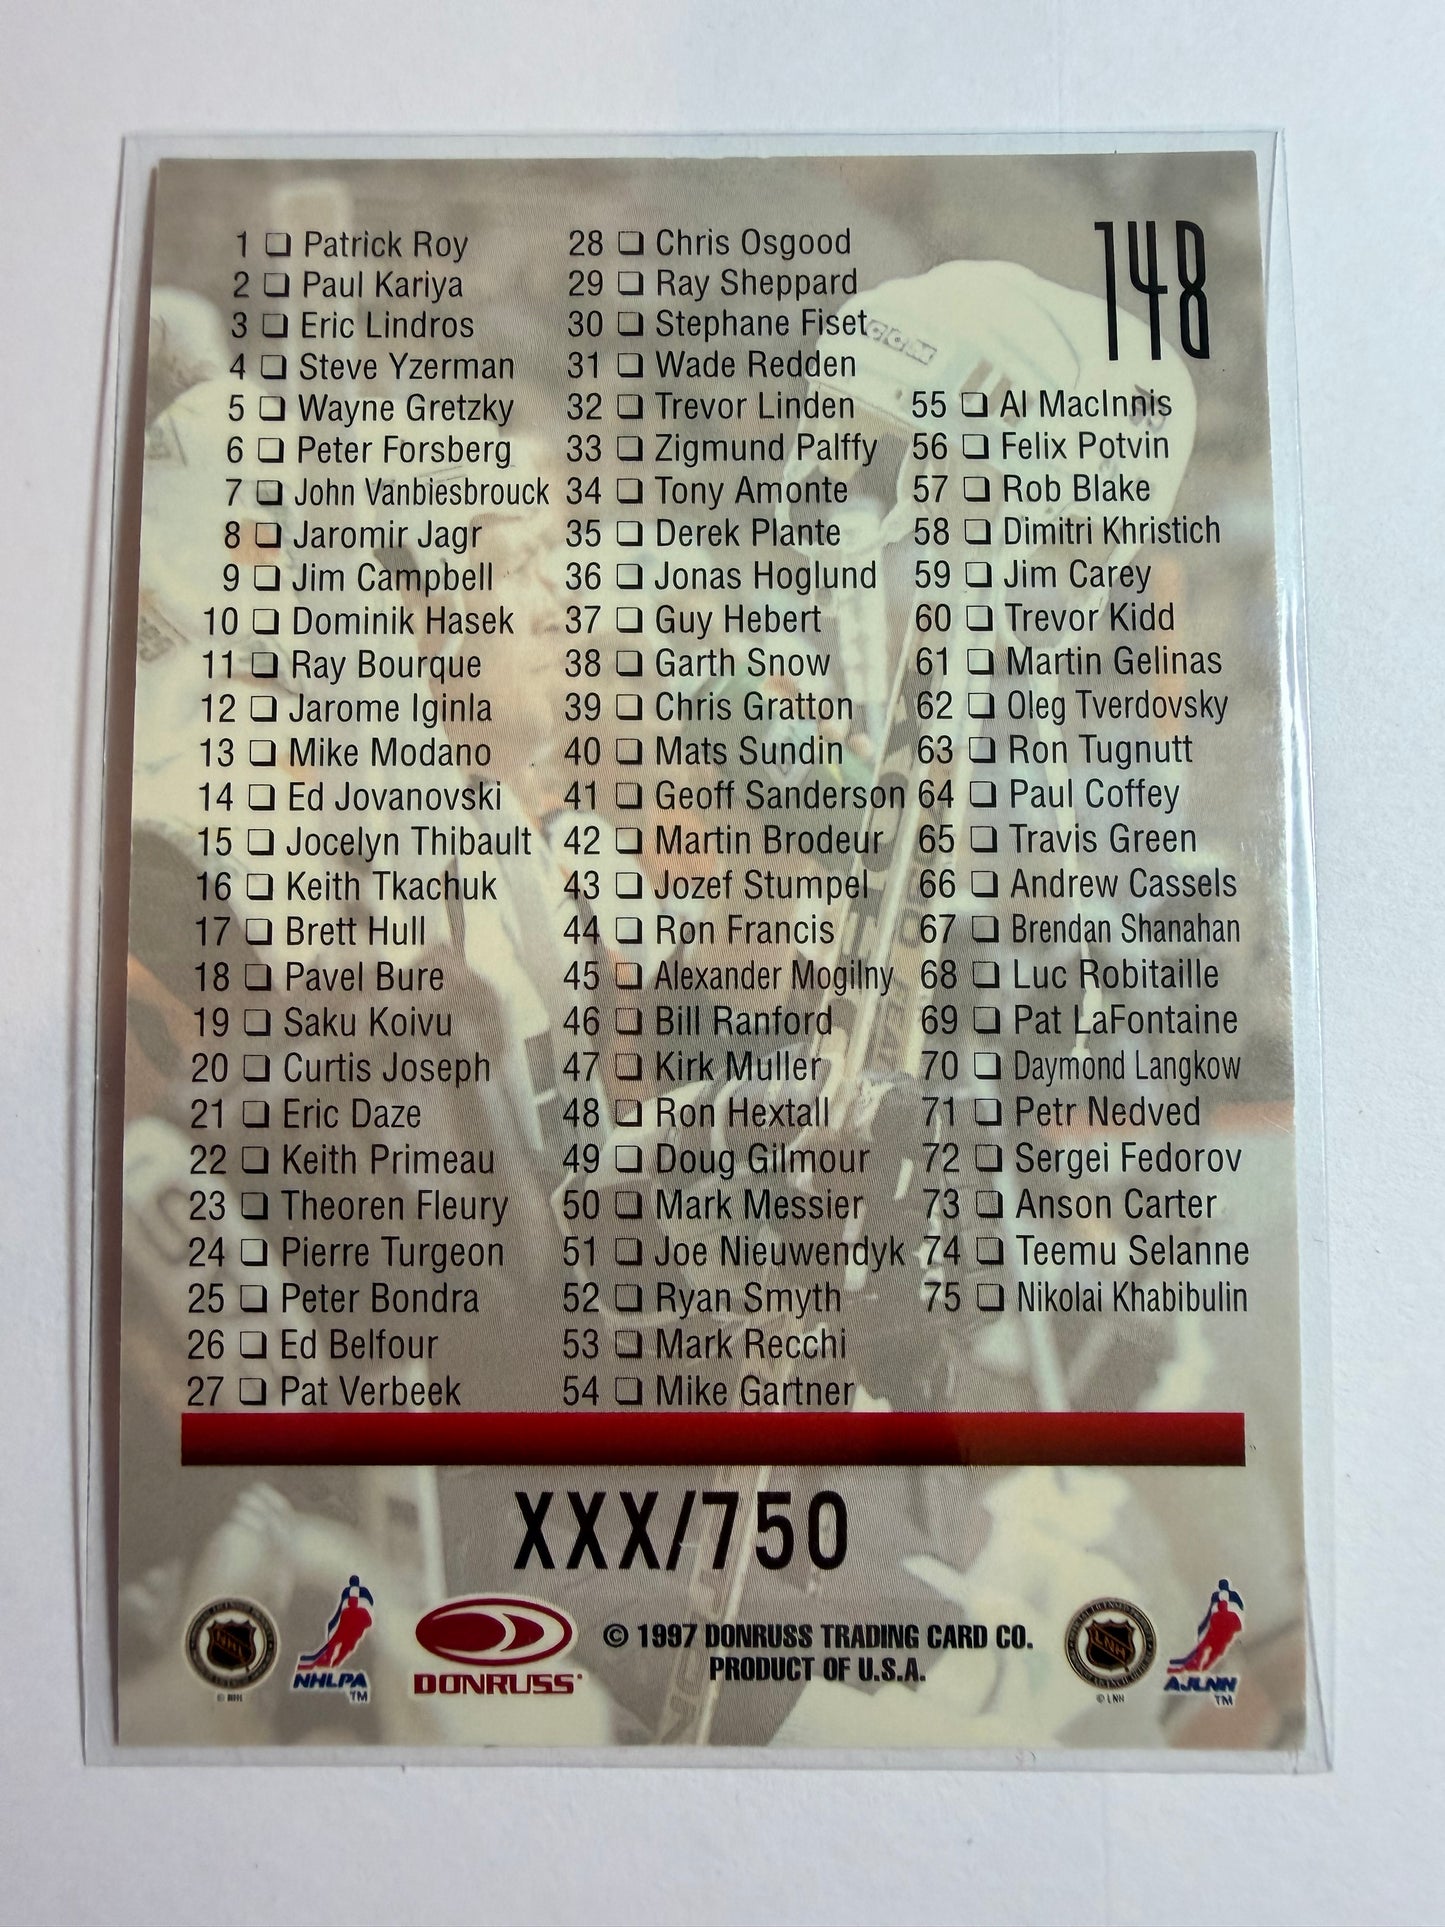 148
1 ❏ Patrick Roy
2 ❏ Paul Kariya
3 ❏ Eric Lindros
4 ❏ Steve Yzerman
5 ❏ Wayne Gretzky
6 ❏ Peter Forsberg
7 ❏ John Vanbiesbrouck
8 ❏ Jaromir Jagr
9 ❏ Jim Campbell
10 ❏ Dominik Hasek
11 ❏ Ray Bourque
12 ❏ Jarome Iginla
13 ❏ Mike Modano
14 ❏ Ed Jovanovski
15 ❏ Jocelyn Thibault
16 ❏ Keith Tkachuk
17 ❏ Brett Hull
18 ❏ Pavel Bure
19 ❏ Saku Koivu
20 ❏ Curtis Joseph
21 ❏ Eric Daze
22 ❏ Keith Primeau
23 ❏ Theoren Fleury
24 ❏ Pierre Turgeon
25 ❏ Peter Bondra
26 ❏ Ed Belfour
27 ❏ Pat Verbeek
28 ❏ Chris Osgood
29 ❏ Ray Sheppard
30 ❏ Stephane Fiset
31 ❏ Wade Redden
32 ❏ Trevor Linden
33 ❏ Zigmund Palffy
34 ❏ Tony Amonte
35 ❏ Derek Plante
36 ❏ Jonas Hoglund
37 ❏ Guy Hebert
38 ❏ Garth Snow
39 ❏ Chris Gratton
40 ❏ Mats Sundin
41 ❏ Geoff Sanderson
42 ❏ Martin Brodeur
43 ❏ Jozef Stumpel
44 ❏ Ron Francis
45 ❏ Alexander Mogilny
46 ❏ Bill Ranford
47 ❏ Kirk Muller
48 ❏ Ron Hextall
49 ❏ Doug Gilmour
50 ❏ Mark Messier
51 ❏ Joe Nieuwendyk
52 ❏ Ryan Smyth
53 ❏ Mark Recchi
54 ❏ Mike Gartner
55 ❏ Al MacInnis
56 ❏ Felix Potvin
57 ❏ Rob Blake
58 ❏ Dimitri Khristich
59 ❏ Jim Carey
60 ❏ Trevor Kidd
61 ❏ Martin Gelinas
62 ❏ Oleg Tverdovsky
63 ❏ Ron Tugnutt
64 ❏ Paul Coffey
65 ❏ Travis Green
66 ❏ Andrew Cassels
67 ❏ Brendan Shanahan
68 ❏ Luc Robitaille
69 ❏ Pat LaFontaine
70 ❏ Daymond Langkow
71 ❏ Petr Nedved
72 ❏ Sergei Fedorov
73 ❏ Anson Carter
74 ❏ Teemu Selanne
75 ❏ Nikolai Khabibulin
CCM
XXX/750
NHL
© NHL
NHLPA
TM
DONRUSS
© 1997 DONRUSS TRADING CARD CO.
PRODUCT OF U.S.A.
LNH
© LNH
AJLNH
TM